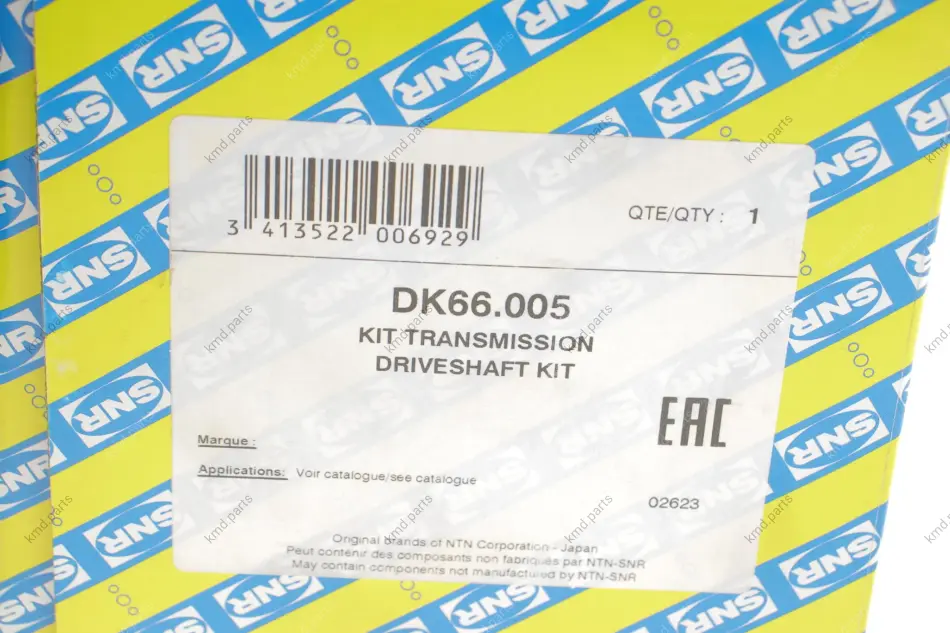 SNR
3 413522 006929
QTE/QTY : 1
DK66.005
KIT TRANSMISSION
DRIVESHAFT KIT
EAC
Marque :
Applications: Voir catalogue/see catalogue
02623
Original brands of NTN Corporation - Japan
Peut contenir des composants non fabriqués par NTN-SNR
May contain components not manufactured by NTN-SNR
kmd.parts